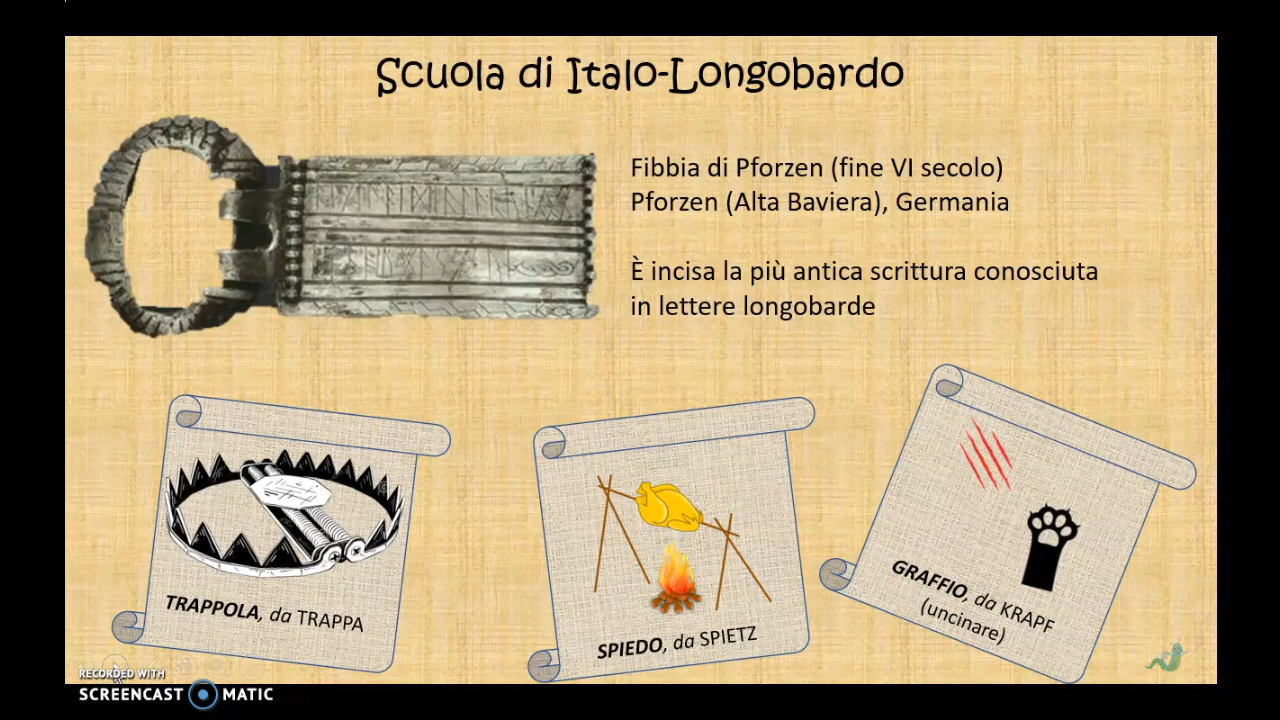 Scuola di Italo-Longobardo
Fibbia di Pforzen (fine VI secolo)
Pforzen (Alta Baviera), Germania
È incisa la più antica scrittura conosciuta
in lettere longobarde
TRAPPOLA, da TRAPPA
SPIEDO, da SPIETZ
GRAFFIO, da KRAPF
(uncinare)
RECORDED WITH
SCREENCAST MATIC